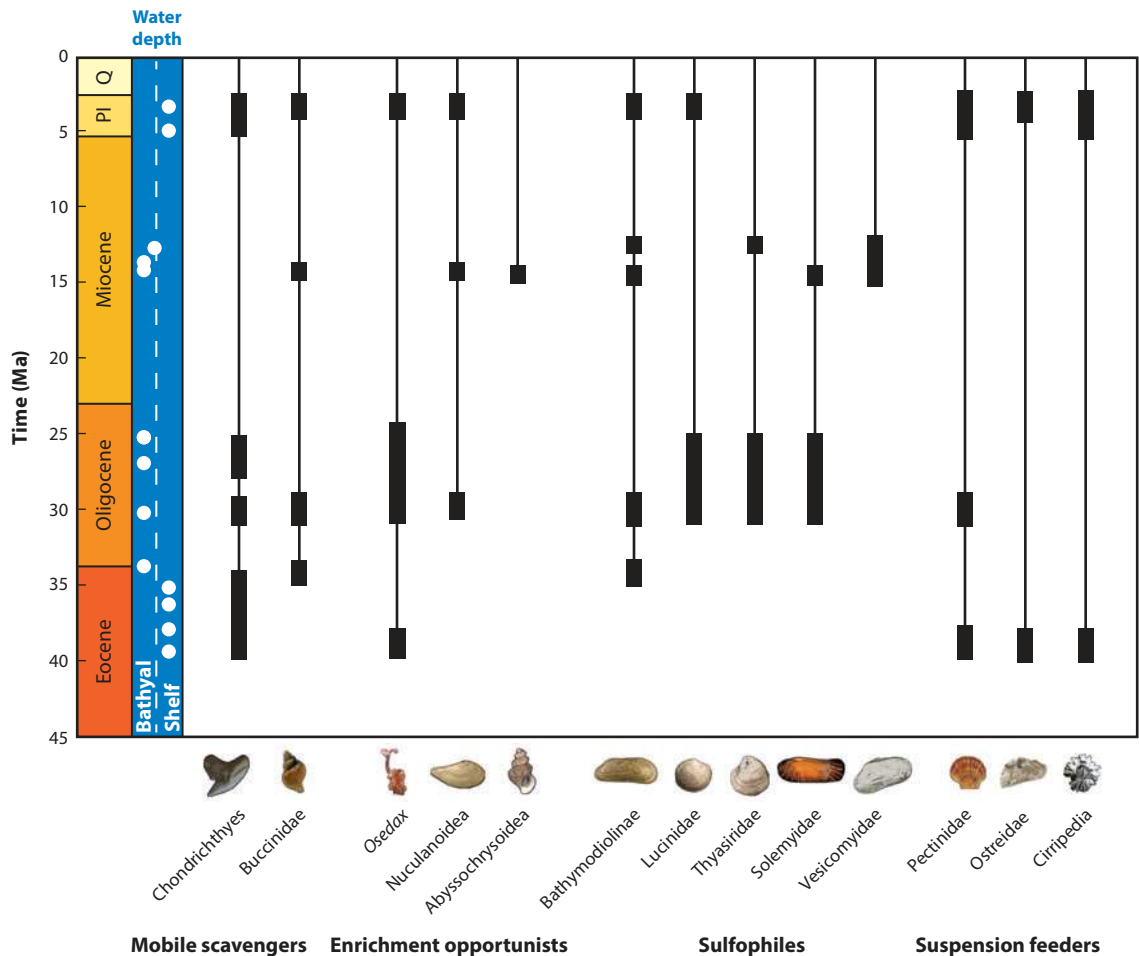 Water
depth
0
5
10
15
20
25
30
35
40
45
Time (Ma)
Q
Pl
Miocene
Oligocene
Eocene
Bathyal
Shelf
Chondrichthyes
Buccinidae
Osedax
Nuculanoidea
Abyssochrysoidea
Bathymodiolinae
Lucinidae
Thyasiridae
Solemyidae
Vesicomyidae
Pectinidae
Ostreidae
Cirripedia
Mobile scavengers
Enrichment opportunists
Sulfophiles
Suspension feeders